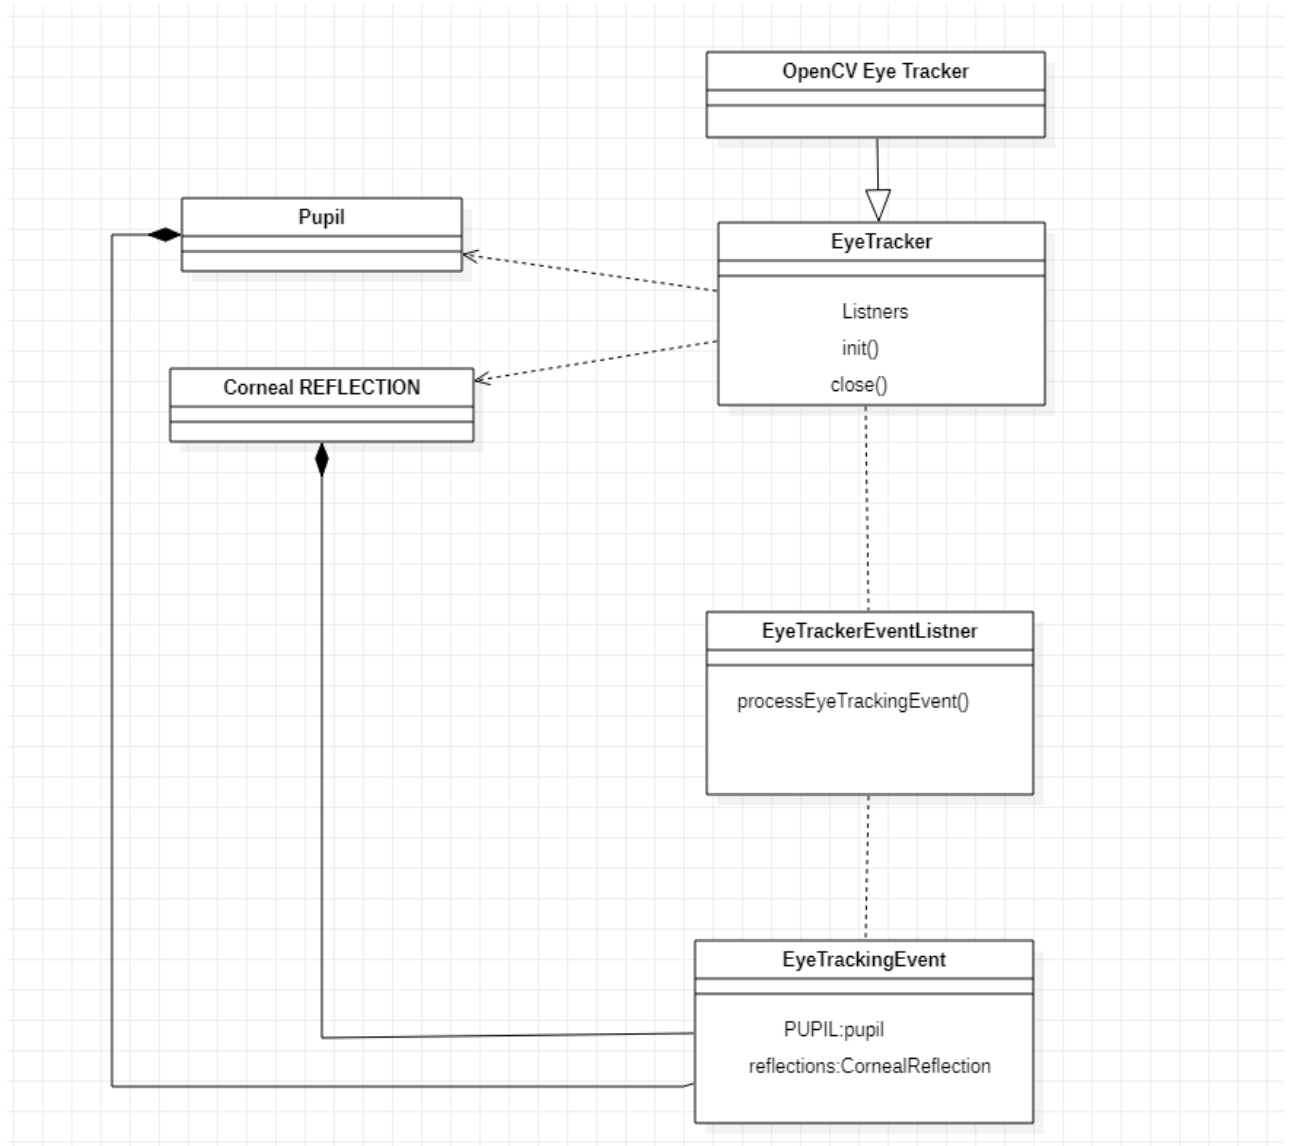 OpenCV Eye Tracker
Pupil
EyeTracker
Listners
init()
close()
Corneal REFLECTION
EyeTrackerEventListner
processEyeTrackingEvent()
EyeTrackingEvent
PUPIL:pupil
reflections:CornealReflection